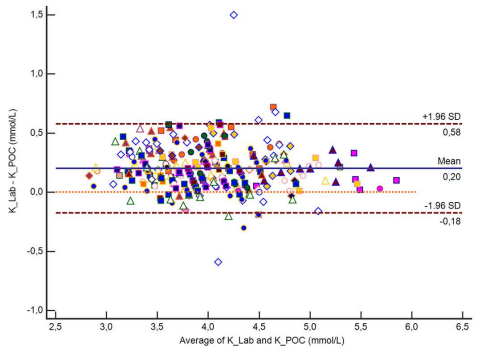 K_Lab - K_POC (mmol/L)
1,5
1,0
0,5
0,0
-0,5
-1,0
+1.96 SD
0,58
Mean
0,20
-1.96 SD
-0,18
2,5 3,0 3,5 4,0 4,5 5,0 5,5 6,0 6,5
Average of K_Lab and K_POC (mmol/L)